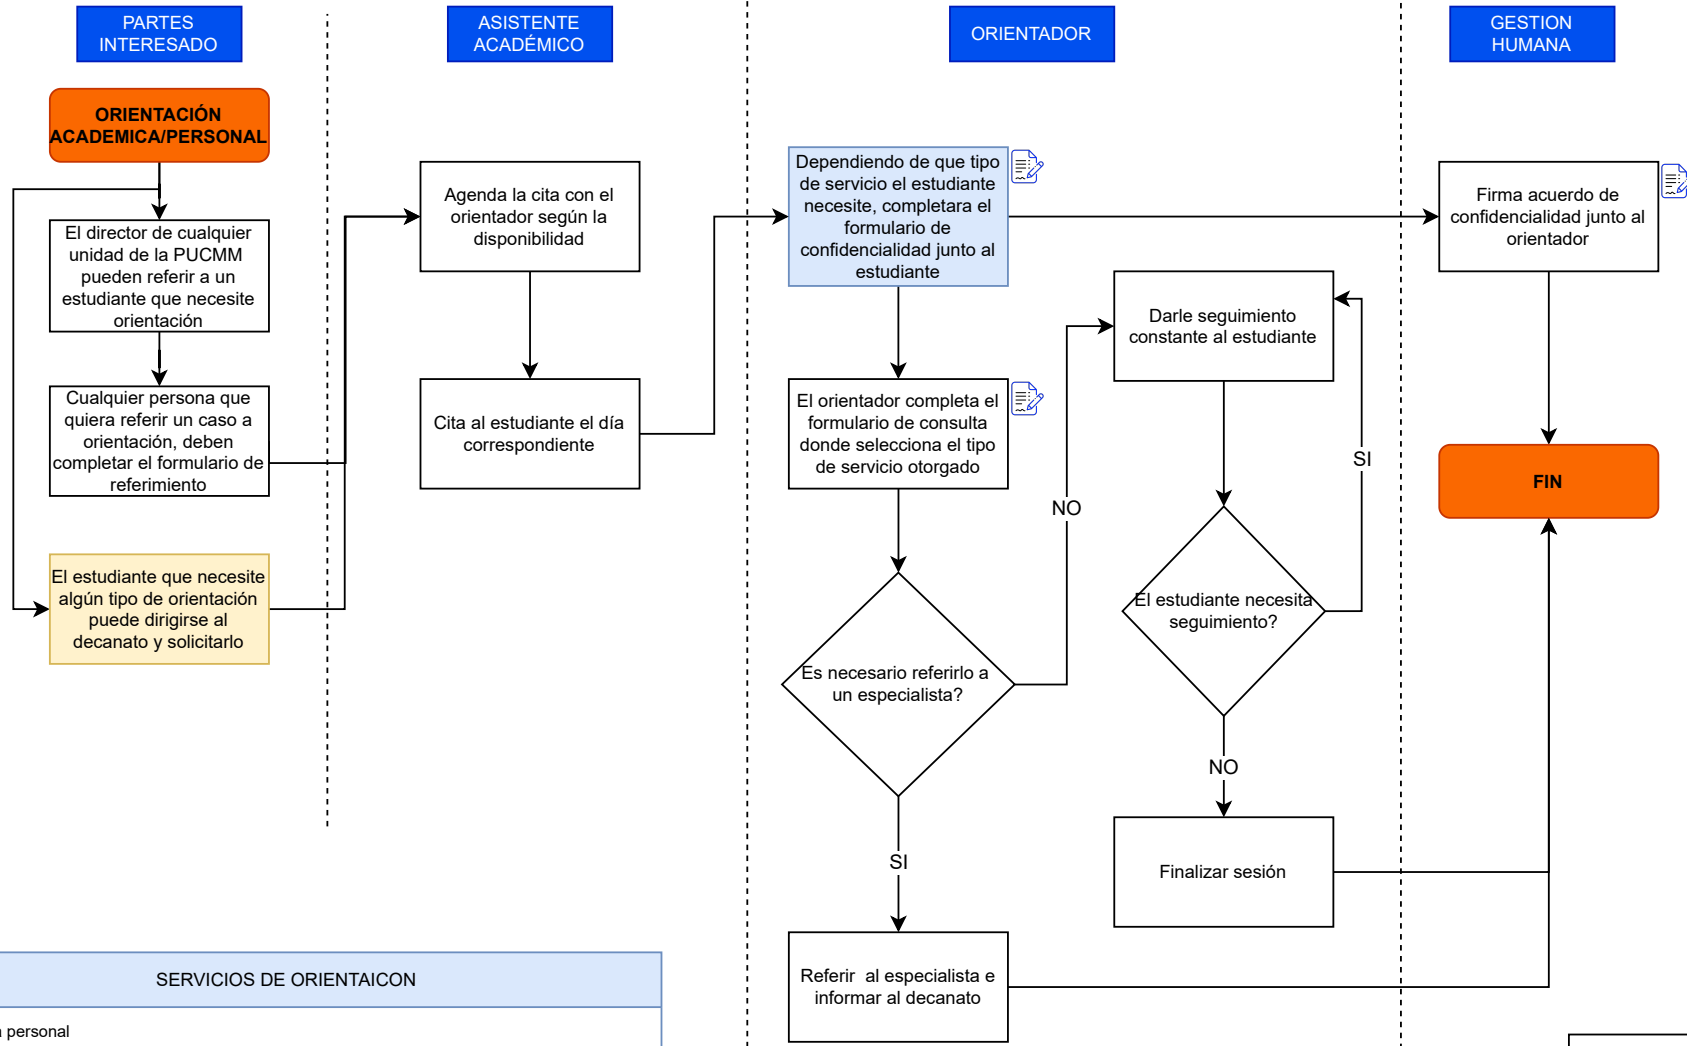 PARTES
INTERESADO
ASISTENTE
ACADÉMICO
ORIENTADOR
GESTION
HUMANA
ORIENTACIÓN
ACADEMICA/PERSONAL
El director de cualquier
unidad de la PUCMM
pueden referir a un
estudiante que necesite
orientación
Cualquier persona que
quiera referir un caso a
orientación, deben
completar el formulario de
referimiento
El estudiante que necesite
algún tipo de orientación
puede dirigirse al
decanato y solicitarlo
Agenda la cita con el
orientador según la
disponibilidad
Cita al estudiante el día
correspondiente
Dependiendo de que tipo
de servicio el estudiante
necesite, completara el
formulario de
confidencialidad junto al
estudiante
El orientador completa el
formulario de consulta
donde selecciona el tipo
de servicio otorgado
Es necesario referirlo a
un especialista?
NO
SI
Referir  al especialista e
informar al decanato
Darle seguimiento
constante al estudiante
El estudiante necesita
seguimiento?
SI
NO
Finalizar sesión
Firma acuerdo de
confidencialidad junto al
orientador
FIN
SERVICIOS DE ORIENTAICON
personal